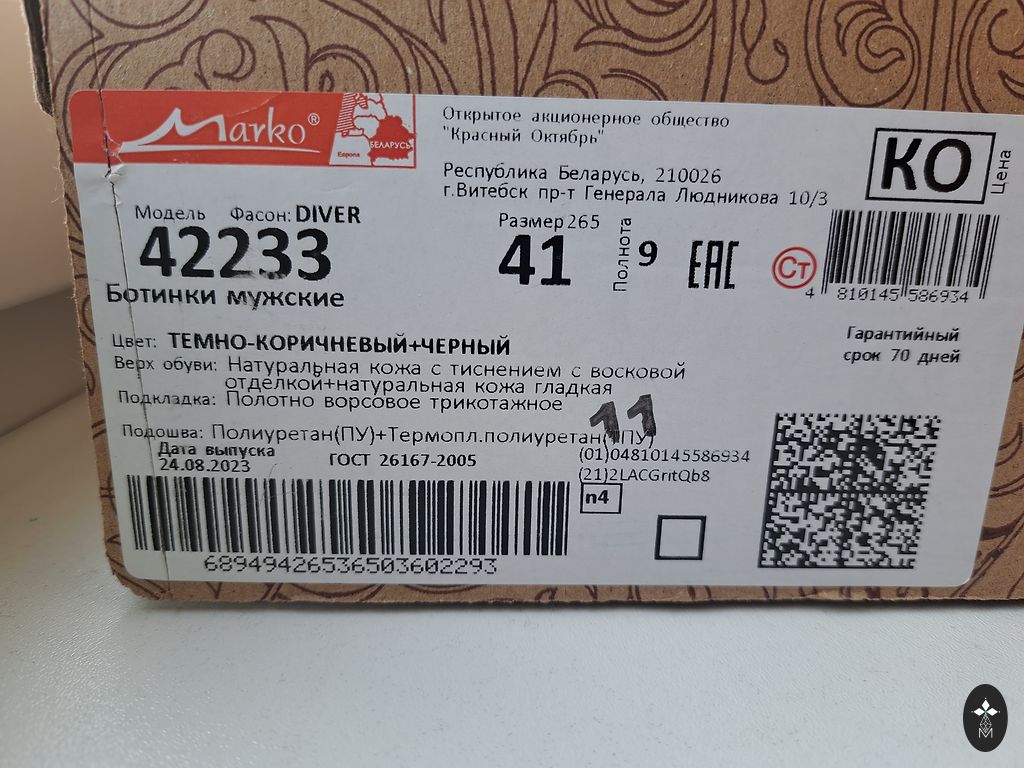 Marko®
Европа
БЕЛАРУСЬ
Открытое акционерное общество
"Красный Октябрь"
Республика Беларусь, 210026
г.Витебск пр-т Генерала Людникова 10/3
КО
Цена
Модель Фасон: DIVER
42233
Ботинки мужские
Размер 265
41
Полнота
9
ЕАС
Ст
4 810145 586934
Гарантийный
срок 70 дней
Цвет: ТЕМНО-КОРИЧНЕВЫЙ+ЧЕРНЫЙ
Верх обуви: Натуральная кожа с тиснением с восковой
отделкой+натуральная кожа гладкая
Подкладка: Полотно ворсовое трикотажное
11
Подошва: Полиуретан(ПУ)+Термопл.полиуретан(ТПУ)
Дата выпуска
24.08.2023
ГОСТ 26167-2005
(01)04810145586934
(21)2LACGritQb8
n4
68949426536503602293
M